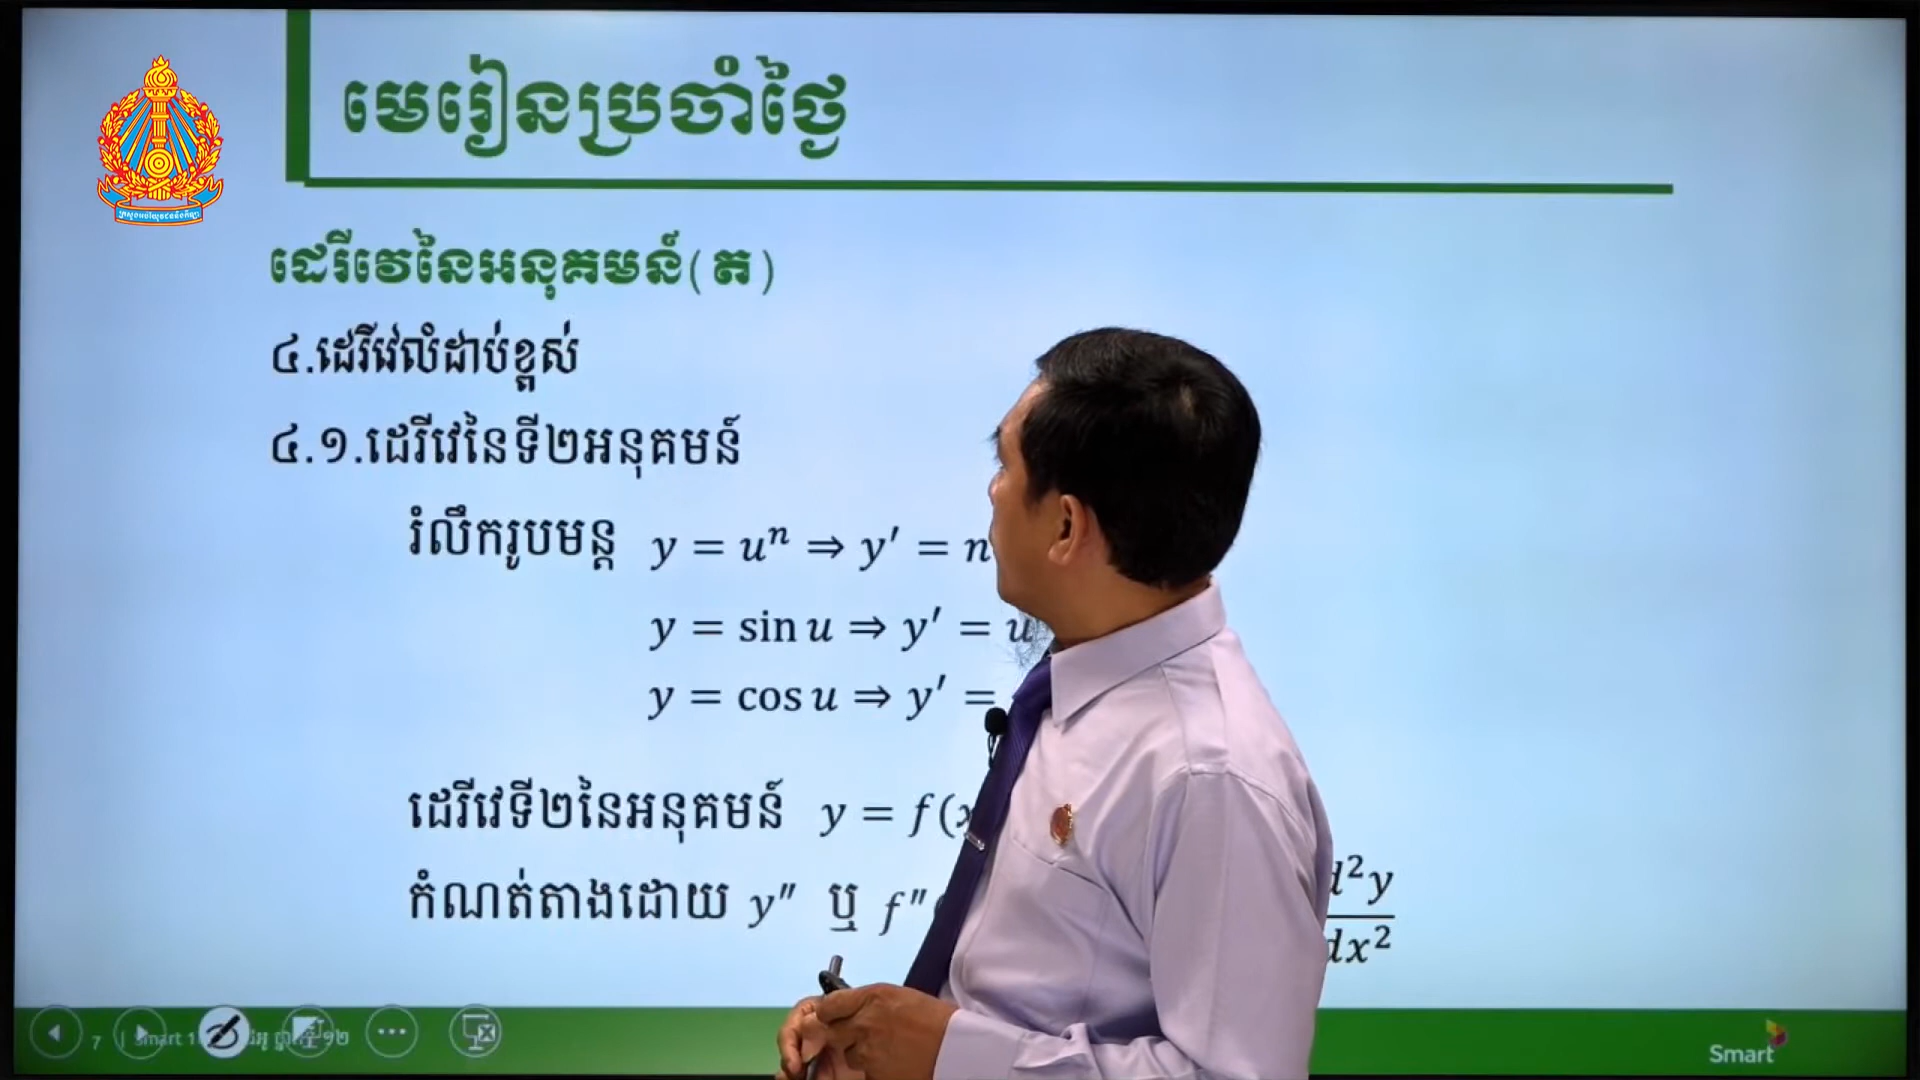 មេរៀនប្រចាំថ្ងៃ
ដេរីវេនៃអនុគមន៍(ត)
៤.ដេរីវេលំដាប់ខ្ពស់
៤.១.ដេរីវេនៃទី២អនុគមន៍
រំលឹករូបមន្ត y = uⁿ ⇒ y′ = n
y = sin u ⇒ y′ = u
y = cos u ⇒ y′ =
ដេរីវេទី២នៃអនុគមន៍ y = f(x
កំណត់តាងដោយ y″ ឬ f″( d²y/dx²
7 | Smart
Smart